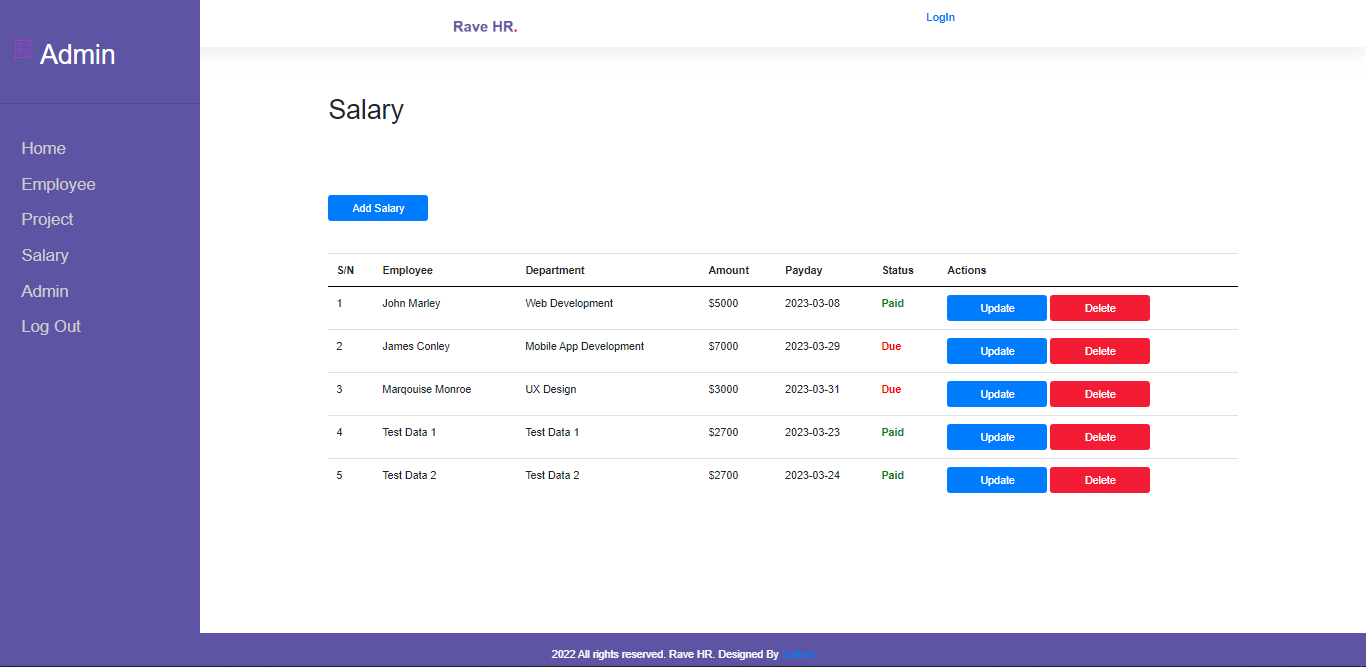 Admin
Rave HR.
LogIn
Home
Employee
Project
Salary
Admin
Log Out
Salary
Add Salary
S/N Employee Department Amount Payday Status Actions
1 John Marley Web Development $5000 2023-03-08 Paid Update Delete
2 James Conley Mobile App Development $7000 2023-03-29 Due Update Delete
3 Marqouise Monroe UX Design $3000 2023-03-31 Due Update Delete
4 Test Data 1 Test Data 1 $2700 2023-03-23 Paid Update Delete
5 Test Data 2 Test Data 2 $2700 2023-03-24 Paid Update Delete
2022 All rights reserved. Rave HR. Designed By